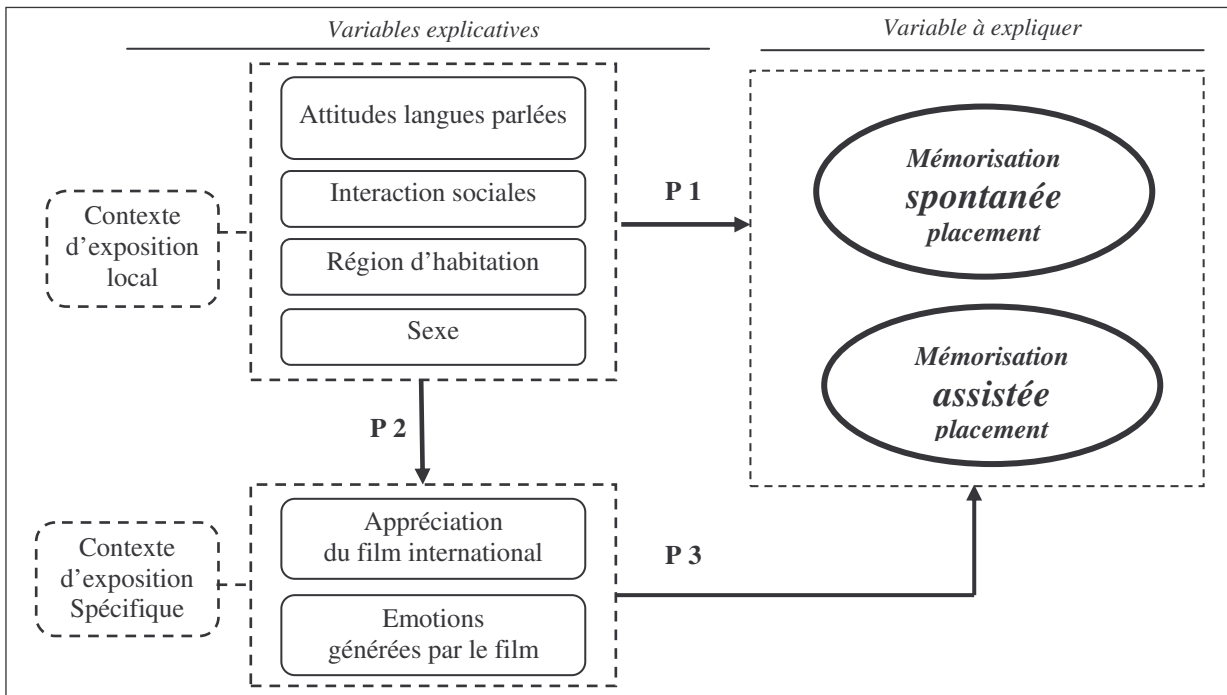 Variables explicatives
Variable à expliquer
Attitudes langues parlées
Interaction sociales
Région d'habitation
Sexe
Contexte
d'exposition
local
P 1
Mémorisation
spontanée
placement
Mémorisation
assistée
placement
P 2
Contexte
d'exposition
Spécifique
Appréciation
du film international
Emotions
générées par le film
P 3